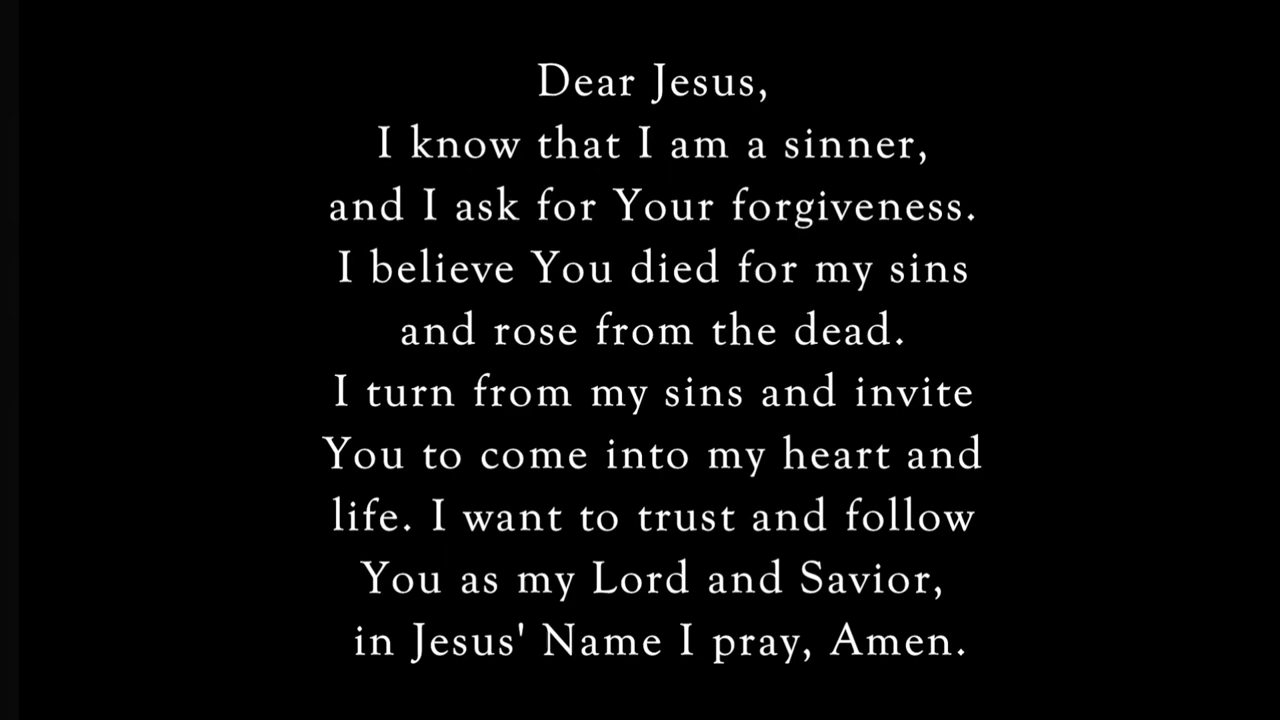 Dear Jesus,
I know that I am a sinner,
and I ask for Your forgiveness.
I believe You died for my sins
and rose from the dead.
I turn from my sins and invite
You to come into my heart and
life. I want to trust and follow
You as my Lord and Savior,
in Jesus' Name I pray, Amen.